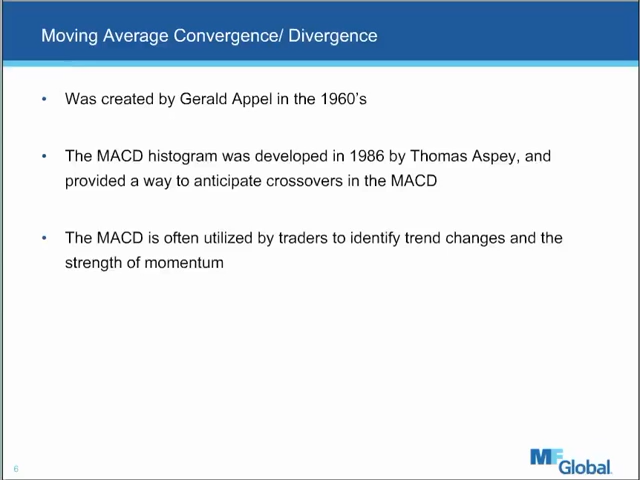 Moving Average Convergence/ Divergence
• Was created by Gerald Appel in the 1960’s
• The MACD histogram was developed in 1986 by Thomas Aspey, and
provided a way to anticipate crossovers in the MACD
• The MACD is often utilized by traders to identify trend changes and the
strength of momentum
6
MF Global